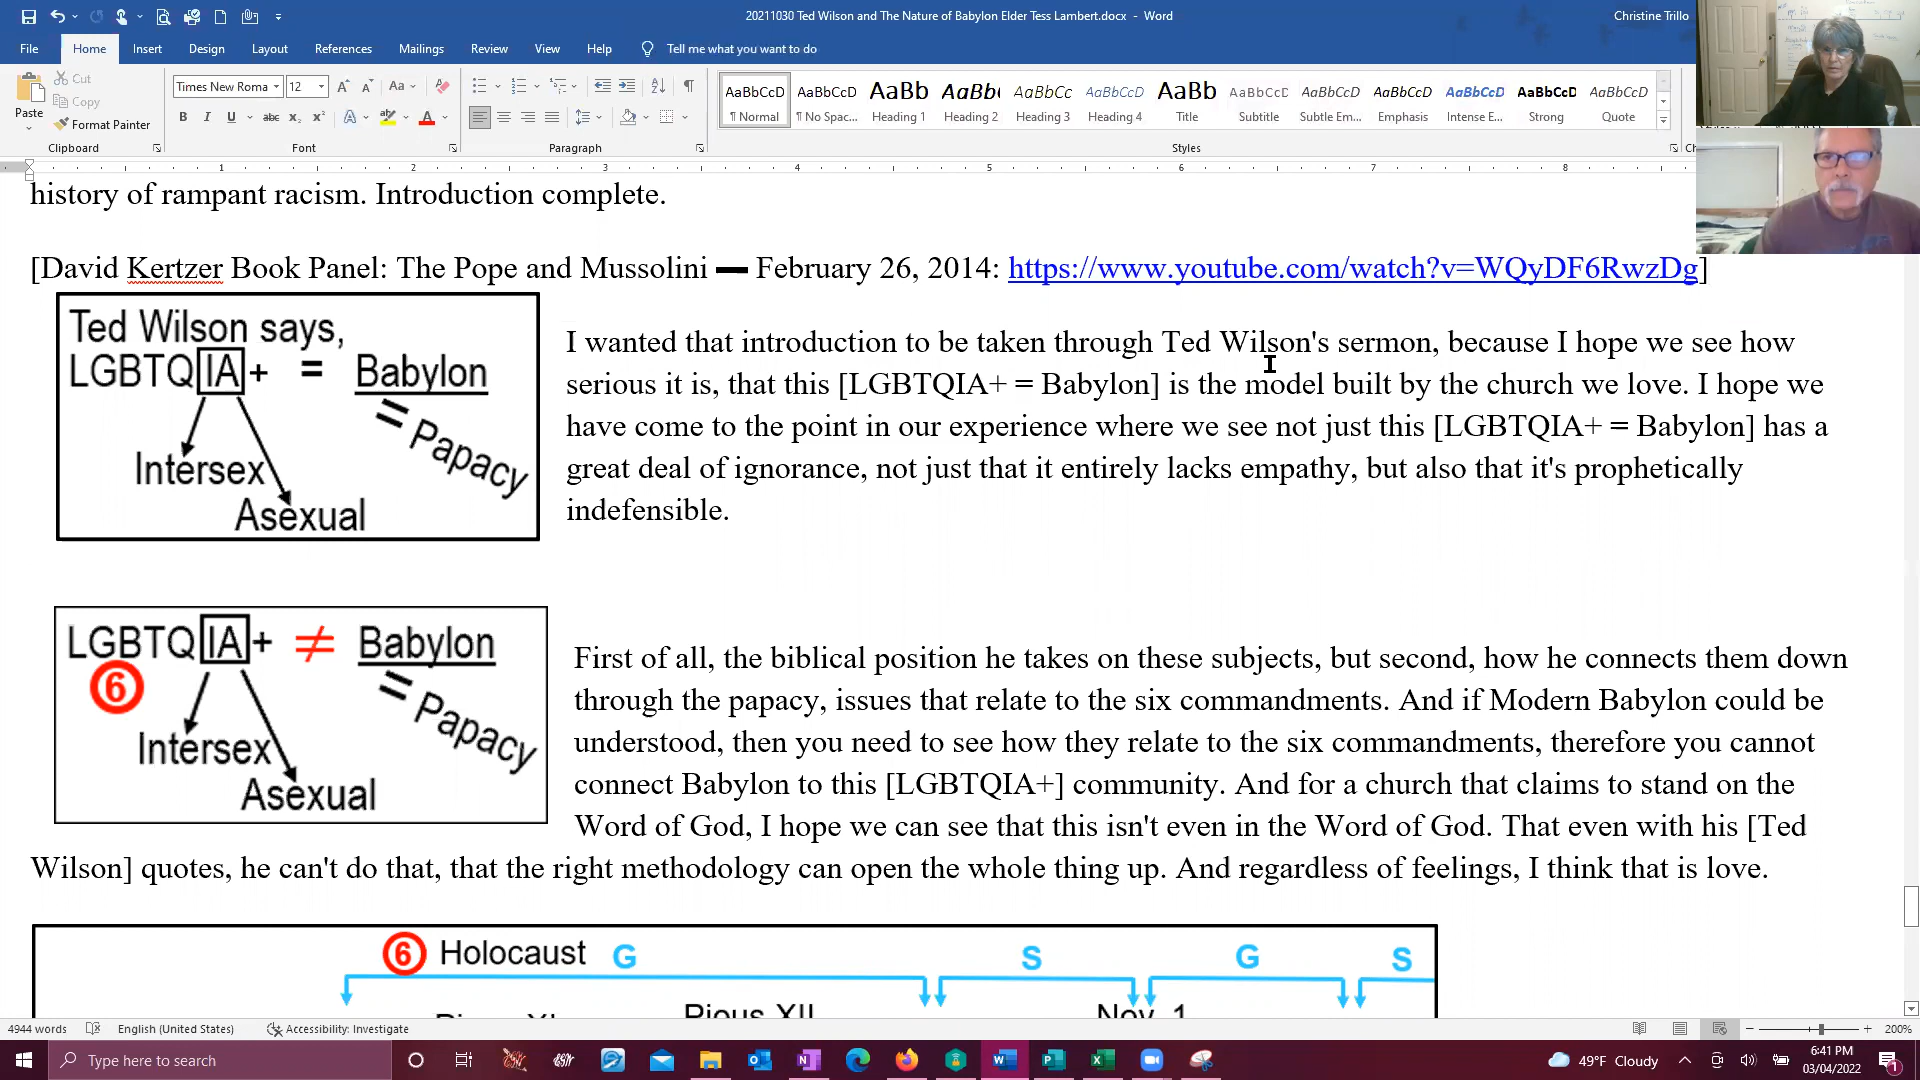 20211030 Ted Wilson and The Nature of Babylon Elder Tess Lambert.docx - Word
Christine Trillo
File Home Insert Design Layout References Mailings Review View Help Tell me what you want to do
Paste
Cut
Copy
Format Painter
Clipboard
Times New Roma 12
Font
Paragraph
AaBbCcD AaBbCcD AaBb AaBb( AaBbCc AaBbCcD AaBb AaBbCcD AaBbCcD AaBbCcD AaBbCcD AaBbCcD AaBbCcD
¶ Normal ¶ No Spac... Heading 1 Heading 2 Heading 3 Heading 4 Title Subtitle Subtle Em... Emphasis Intense E... Strong Quote
Styles
1 2 3 4 5 6 7 8
history of rampant racism. Introduction complete.
[David Kertzer Book Panel: The Pope and Mussolini — February 26, 2014: https://www.youtube.com/watch?v=WQyDF6RwzDg]
Ted Wilson says,
LGBTQIA+ = Babylon
= Papacy
Intersex
Asexual
I wanted that introduction to be taken through Ted Wilson's sermon, because I hope we see how
serious it is, that this [LGBTQIA+ = Babylon] is the model built by the church we love. I hope we
have come to the point in our experience where we see not just this [LGBTQIA+ = Babylon] has a
great deal of ignorance, not just that it entirely lacks empathy, but also that it's prophetically
indefensible.
LGBTQIA+ ≠ Babylon
6
= Papacy
Intersex
Asexual
First of all, the biblical position he takes on these subjects, but second, how he connects them down
through the papacy, issues that relate to the six commandments. And if Modern Babylon could be
understood, then you need to see how they relate to the six commandments, therefore you cannot
connect Babylon to this [LGBTQIA+] community. And for a church that claims to stand on the
Word of God, I hope we can see that this isn't even in the Word of God. That even with his [Ted
Wilson] quotes, he can't do that, that the right methodology can open the whole thing up. And regardless of feelings, I think that is love.
6 Holocaust G S G S
Pious XI Pious XII Nov. 1
4944 words English (United States) Accessibility: Investigate
200%
Type here to search
49°F Cloudy
6:41 PM
03/04/2022